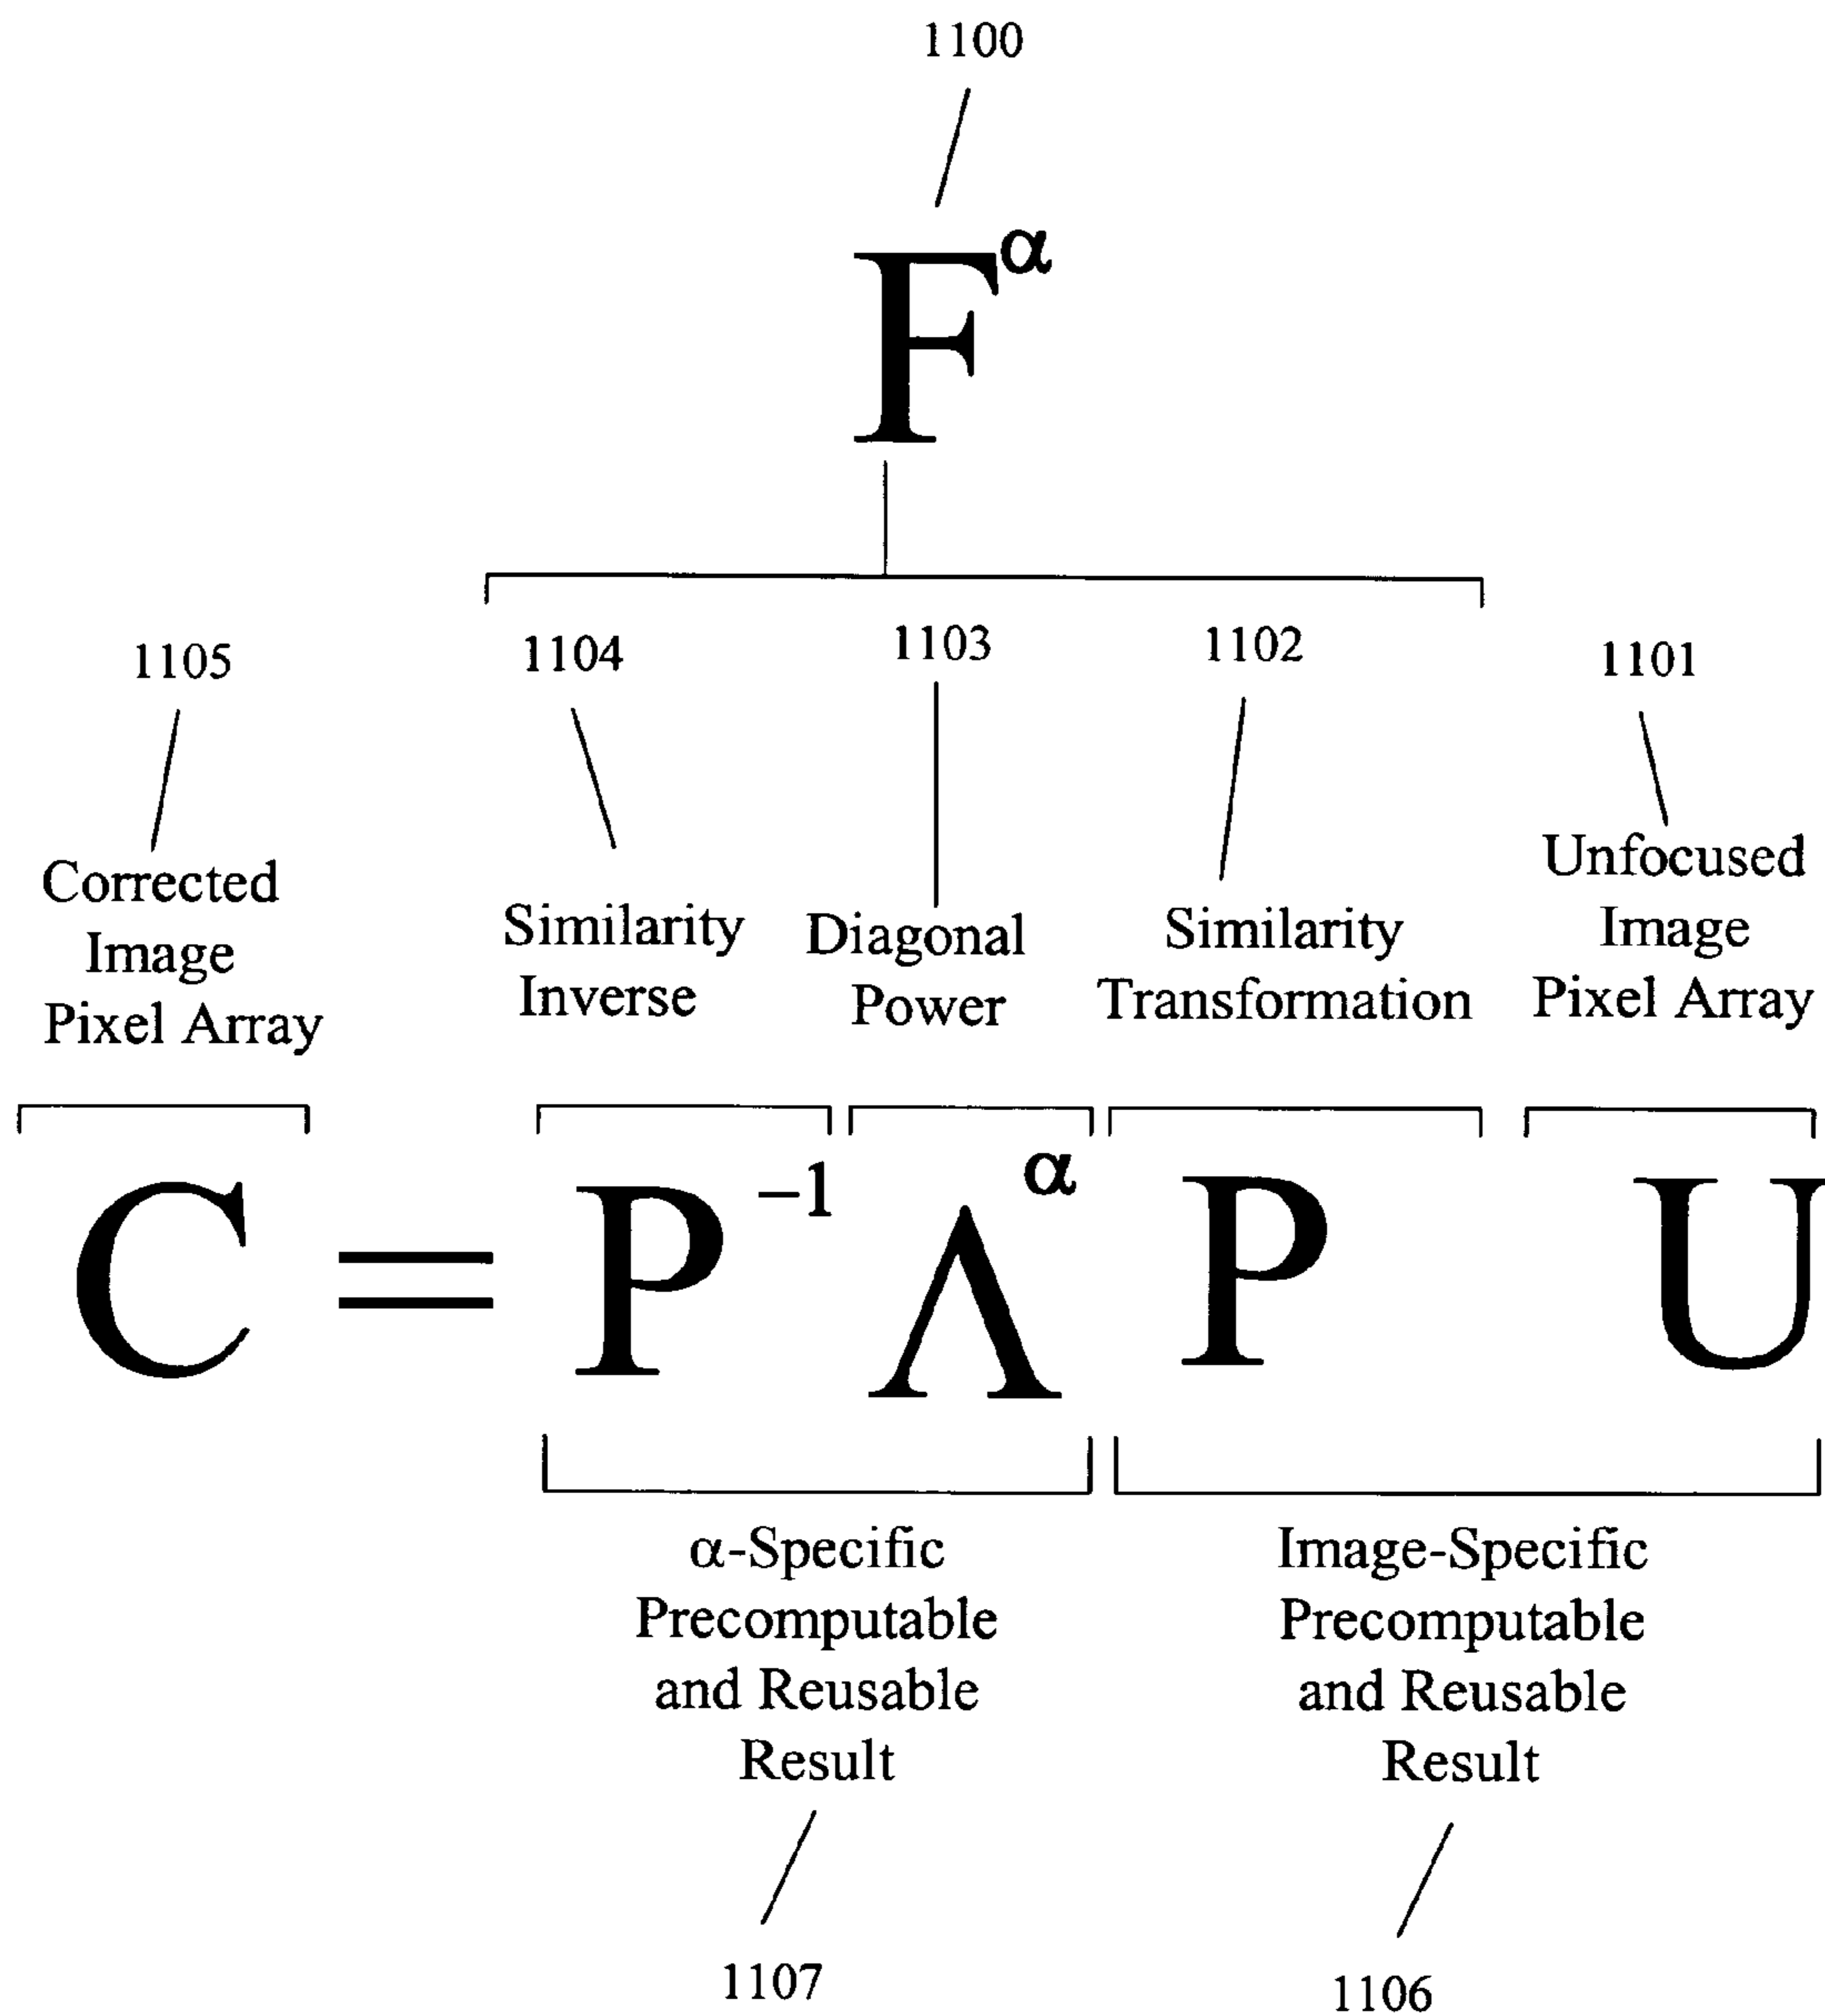 1100
F^α
1105 1104 1103 1102 1101
Corrected
Image
Pixel Array
Similarity
Inverse
Diagonal
Power
Similarity
Transformation
Unfocused
Image
Pixel Array
C = P^−1 Λ^α P U
α-Specific
Precomputable
and Reusable
Result
Image-Specific
Precomputable
and Reusable
Result
1107 1106